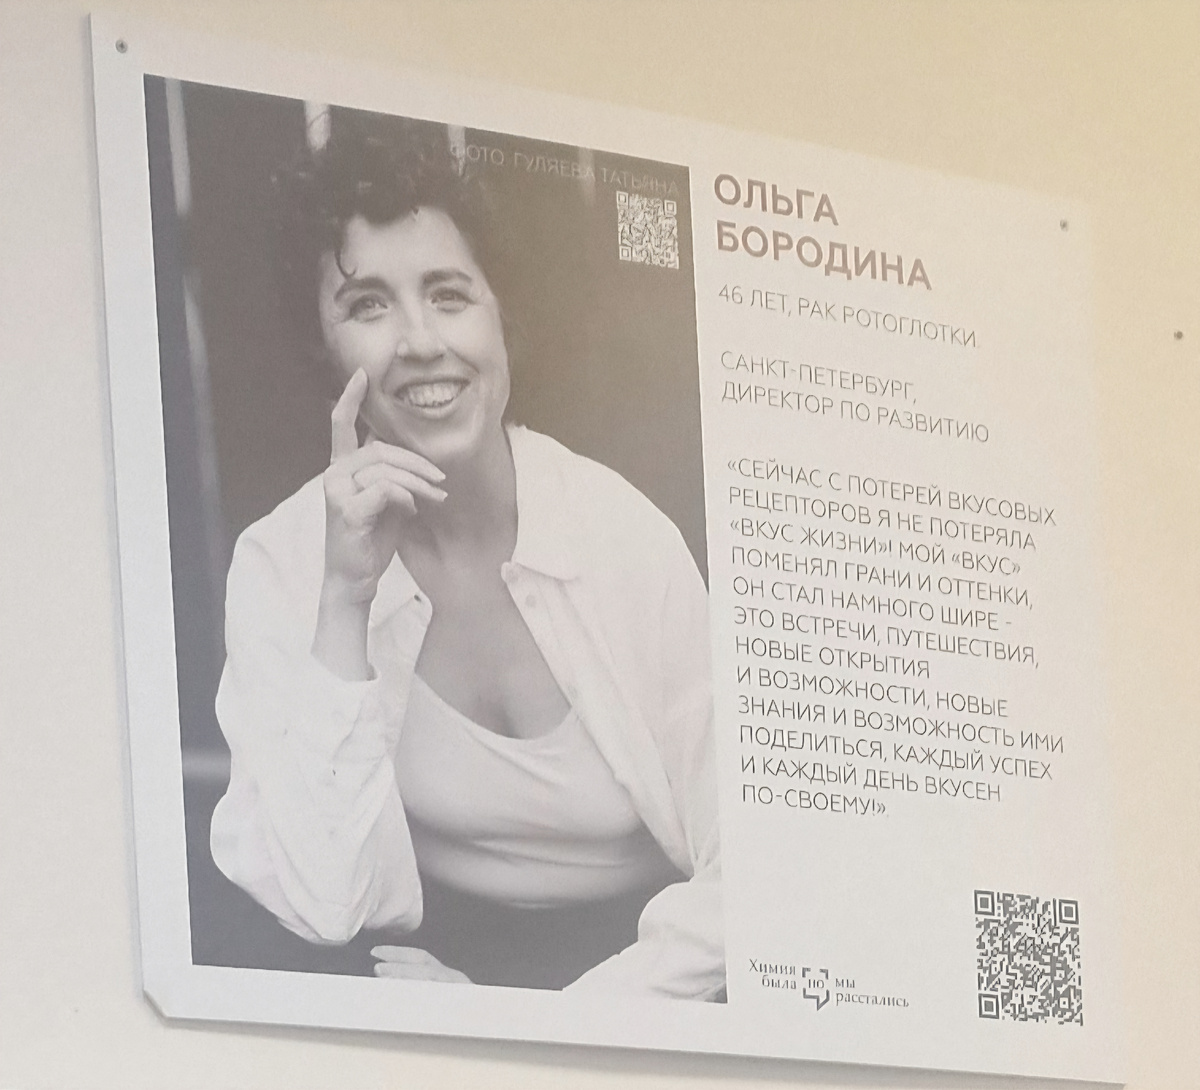 ФОТО ГУЛЯЕВА ТАТЬЯНА
ОЛЬГА
БОРОДИНА
46 ЛЕТ, РАК РОТОГЛОТКИ.
САНКТ-ПЕТЕРБУРГ,
ДИРЕКТОР ПО РАЗВИТИЮ
«СЕЙЧАС С ПОТЕРЕЙ ВКУСОВЫХ
РЕЦЕПТОРОВ Я НЕ ПОТЕРЯЛА
«ВКУС ЖИЗНИ»! МОЙ «ВКУС»
ПОМЕНЯЛ ГРАНИ И ОТТЕНКИ,
ОН СТАЛ НАМНОГО ШИРЕ -
ЭТО ВСТРЕЧИ, ПУТЕШЕСТВИЯ,
НОВЫЕ ОТКРЫТИЯ
И ВОЗМОЖНОСТИ, НОВЫЕ
ЗНАНИЯ И ВОЗМОЖНОСТЬ ИМИ
ПОДЕЛИТЬСЯ, КАЖДЫЙ УСПЕХ
И КАЖДЫЙ ДЕНЬ ВКУСЕН
ПО-СВОЕМУ!».
Химия
была но мы
расстались